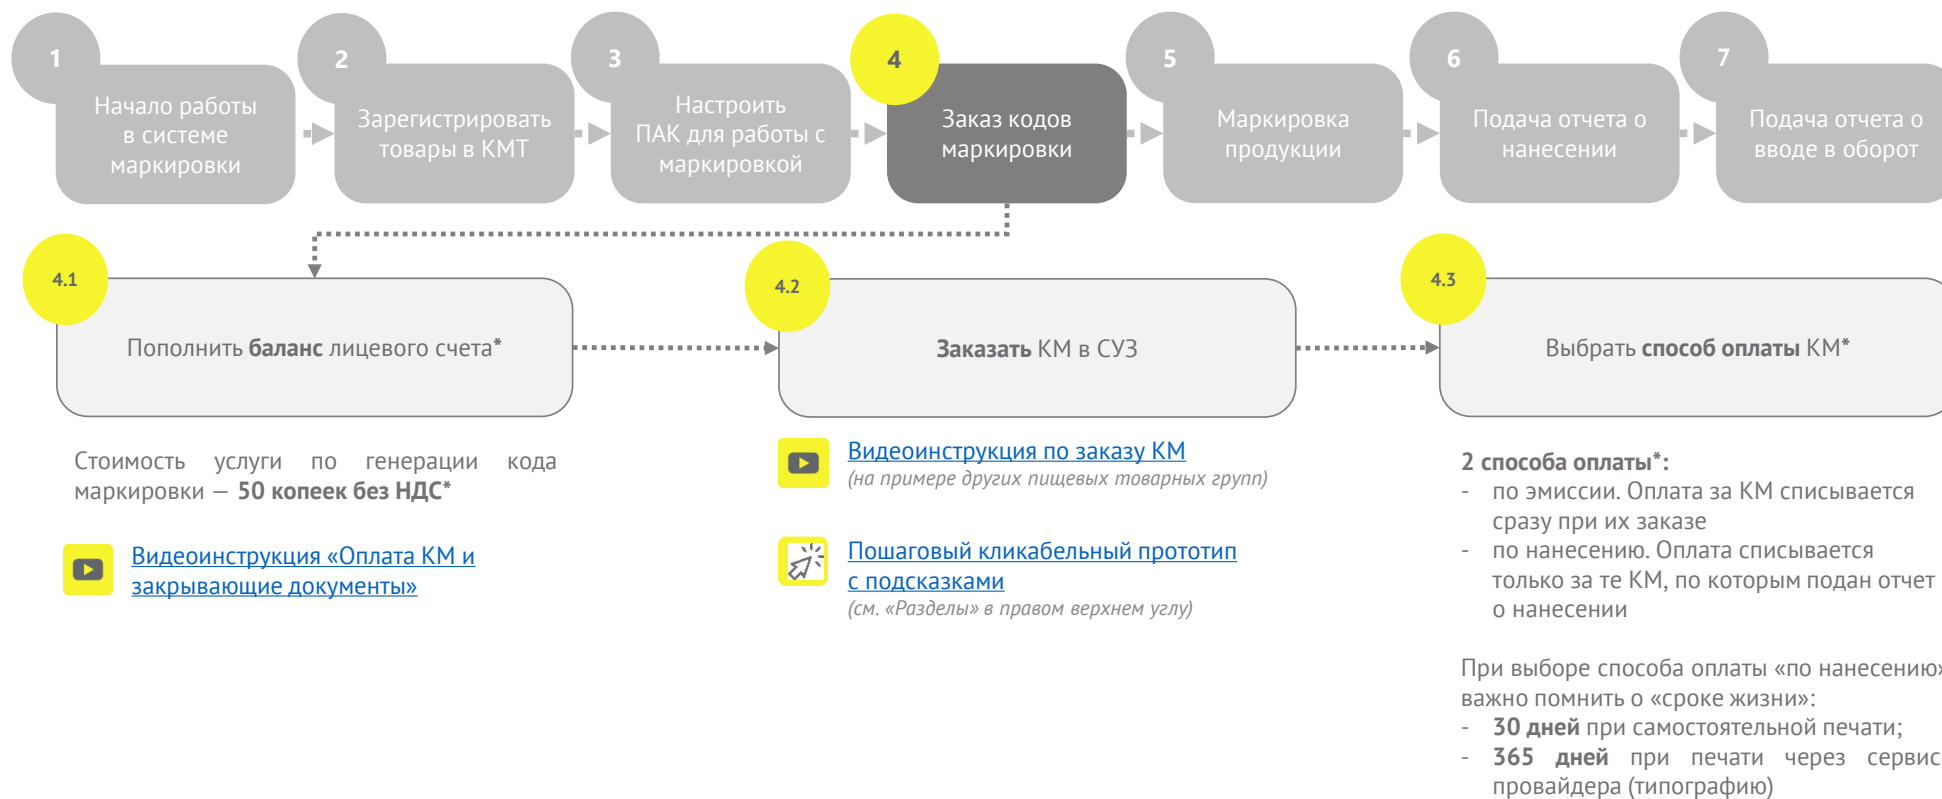 1
Начало работы
в системе
маркировки
2
Зарегистрировать
товары в КМТ
3
Настроить
ПАК для работы с
маркировкой
4
Заказ кодов
маркировки
5
Маркировка
продукции
6
Подача отчета о
нанесении
7
Подача отчета о
вводе в оборот
4.1
Пополнить баланс лицевого счета*
4.2
Заказать КМ в СУЗ
4.3
Выбрать способ оплаты КМ*
Стоимость услуги по генерации кода
маркировки — 50 копеек без НДС*
Видеоинструкция «Оплата КМ и
закрывающие документы»
Видеоинструкция по заказу КМ
(на примере других пищевых товарных групп)
Пошаговый кликабельный прототип
с подсказками
(см. «Разделы» в правом верхнем углу)
2 способа оплаты*:
- по эмиссии. Оплата за КМ списывается
сразу при их заказе
- по нанесению. Оплата списывается
только за те КМ, по которым подан отчет
о нанесении
При выборе способа оплаты «по нанесению»
важно помнить о «сроке жизни»:
- 30 дней при самостоятельной печати;
- 365 дней при печати через сервис
провайдера (типографию)